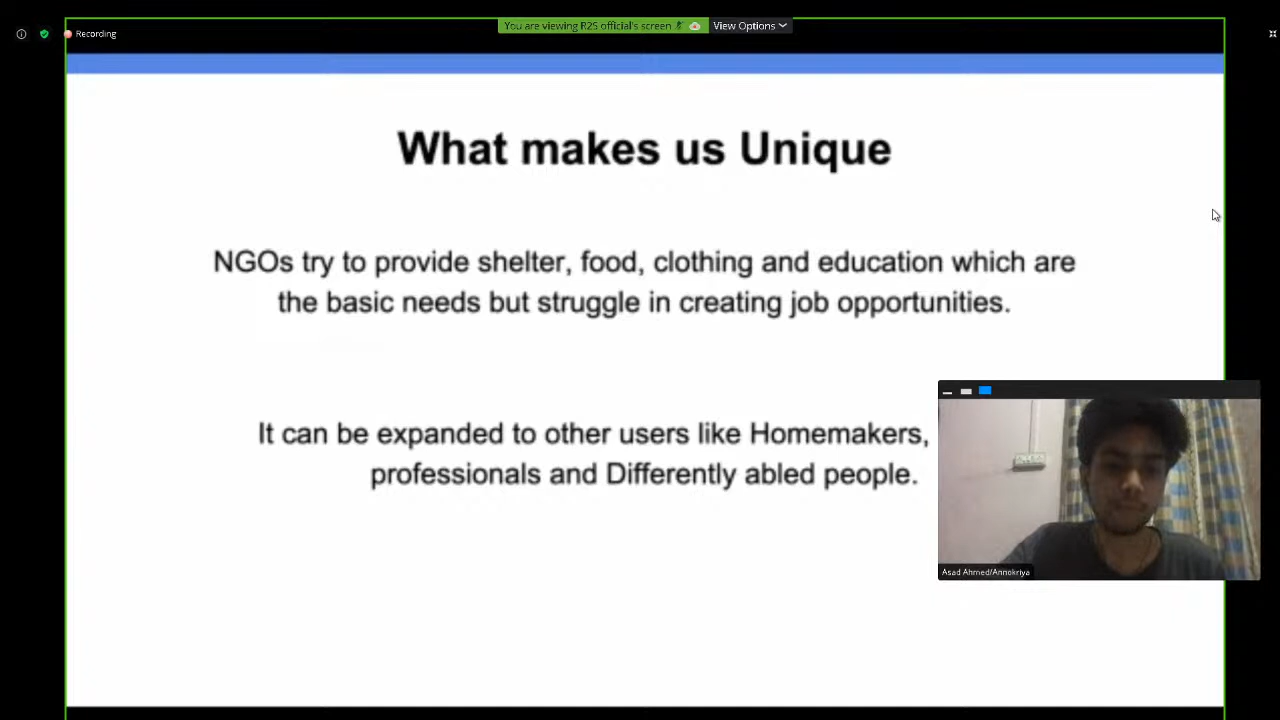 You are viewing R2S official's screen
View Options
Recording
What makes us Unique
NGOs try to provide shelter, food, clothing and education which are
the basic needs but struggle in creating job opportunities.
It can be expanded to other users like Homemakers,
professionals and Differently abled people.
Asad Ahmed/Annokriya